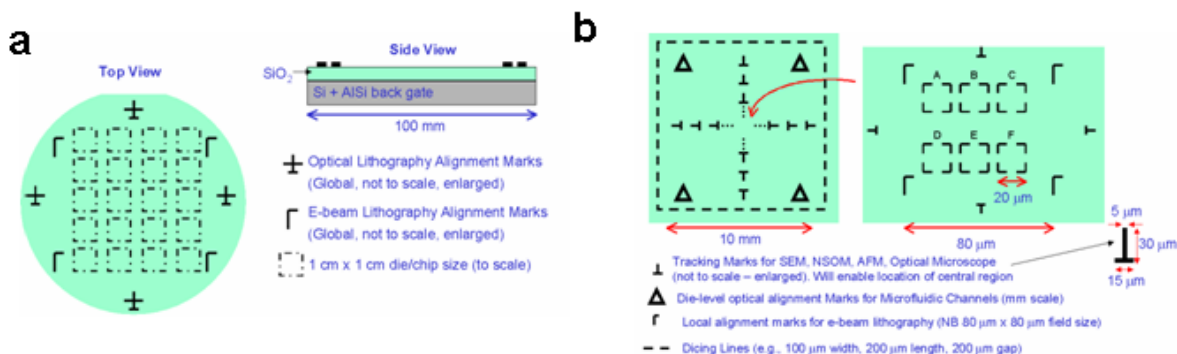 a
Top View
Side View
SiO2
Si + AlSi back gate
100 mm
Optical Lithography Alignment Marks
(Global, not to scale, enlarged)
E-beam Lithography Alignment Marks
(Global, not to scale, enlarged)
1 cm x 1 cm die/chip size (to scale)
b
A B C
D E F
20 µm
10 mm
80 µm
5 µm
30 µm
15 µm
Tracking Marks for SEM, NSOM, AFM, Optical Microscope
(not to scale – enlarged). Will enable location of central
region
Die-level optical alignment Marks for Microfluidic Channels (mm scale)
Local alignment marks for e-beam lithography (NB 80 µm x 80 µm field size)
Dicing Lines (e.g., 100 µm width, 200 µm length, 200 µm gap)